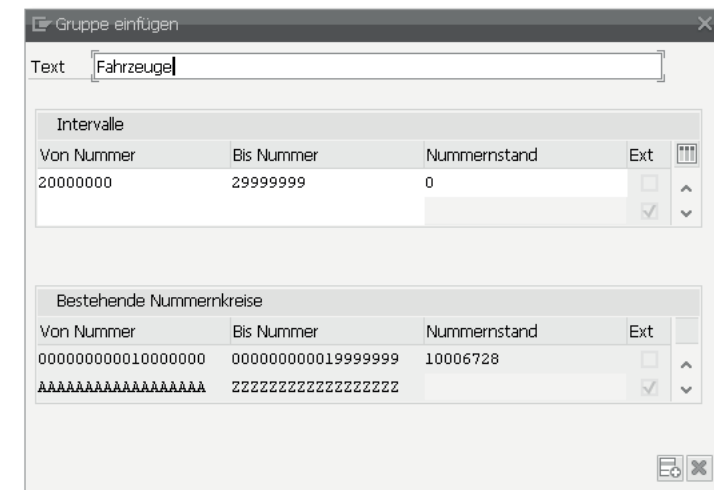 Gruppe einfügen
Text Fahrzeuge
Intervalle
Von Nummer Bis Nummer Nummernstand Ext
20000000 29999999 0
Bestehende Nummernkreise
Von Nummer Bis Nummer Nummernstand Ext
000000000010000000 000000000019999999 10006728
AAAAAAAAAAAAAAAAAA ZZZZZZZZZZZZZZZZZZ